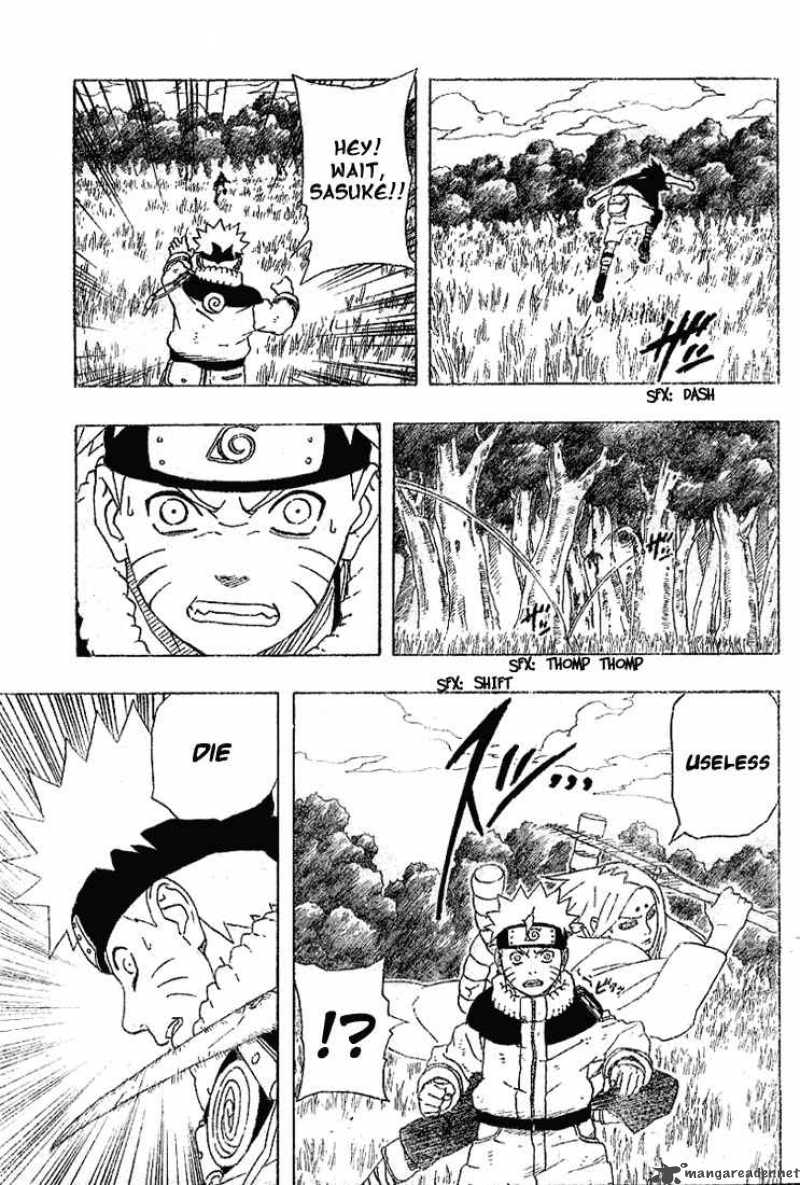 SFX: DASH
HEY!
WAIT,
SASUKE!!
SFX: THOMP THOMP
SFX: SHIFT
USELESS
!?
DIE
mangareader.net